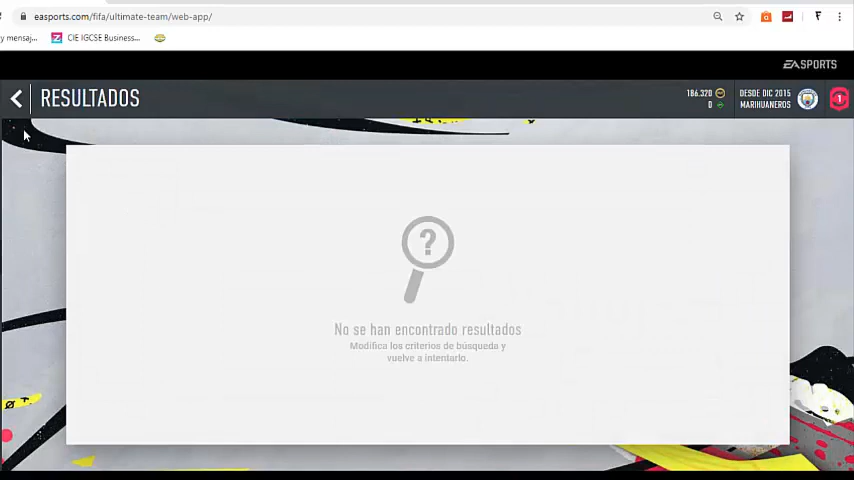 easports.com/fifa/ultimate-team/web-app/
y mensaj...
CIE IGCSE Business...
EA SPORTS
RESULTADOS
186.320
0
DESDE DIC 2015
MARIHUANEROS
1
No se han encontrado resultados
Modifica los criterios de búsqueda y
vuelve a intentarlo.